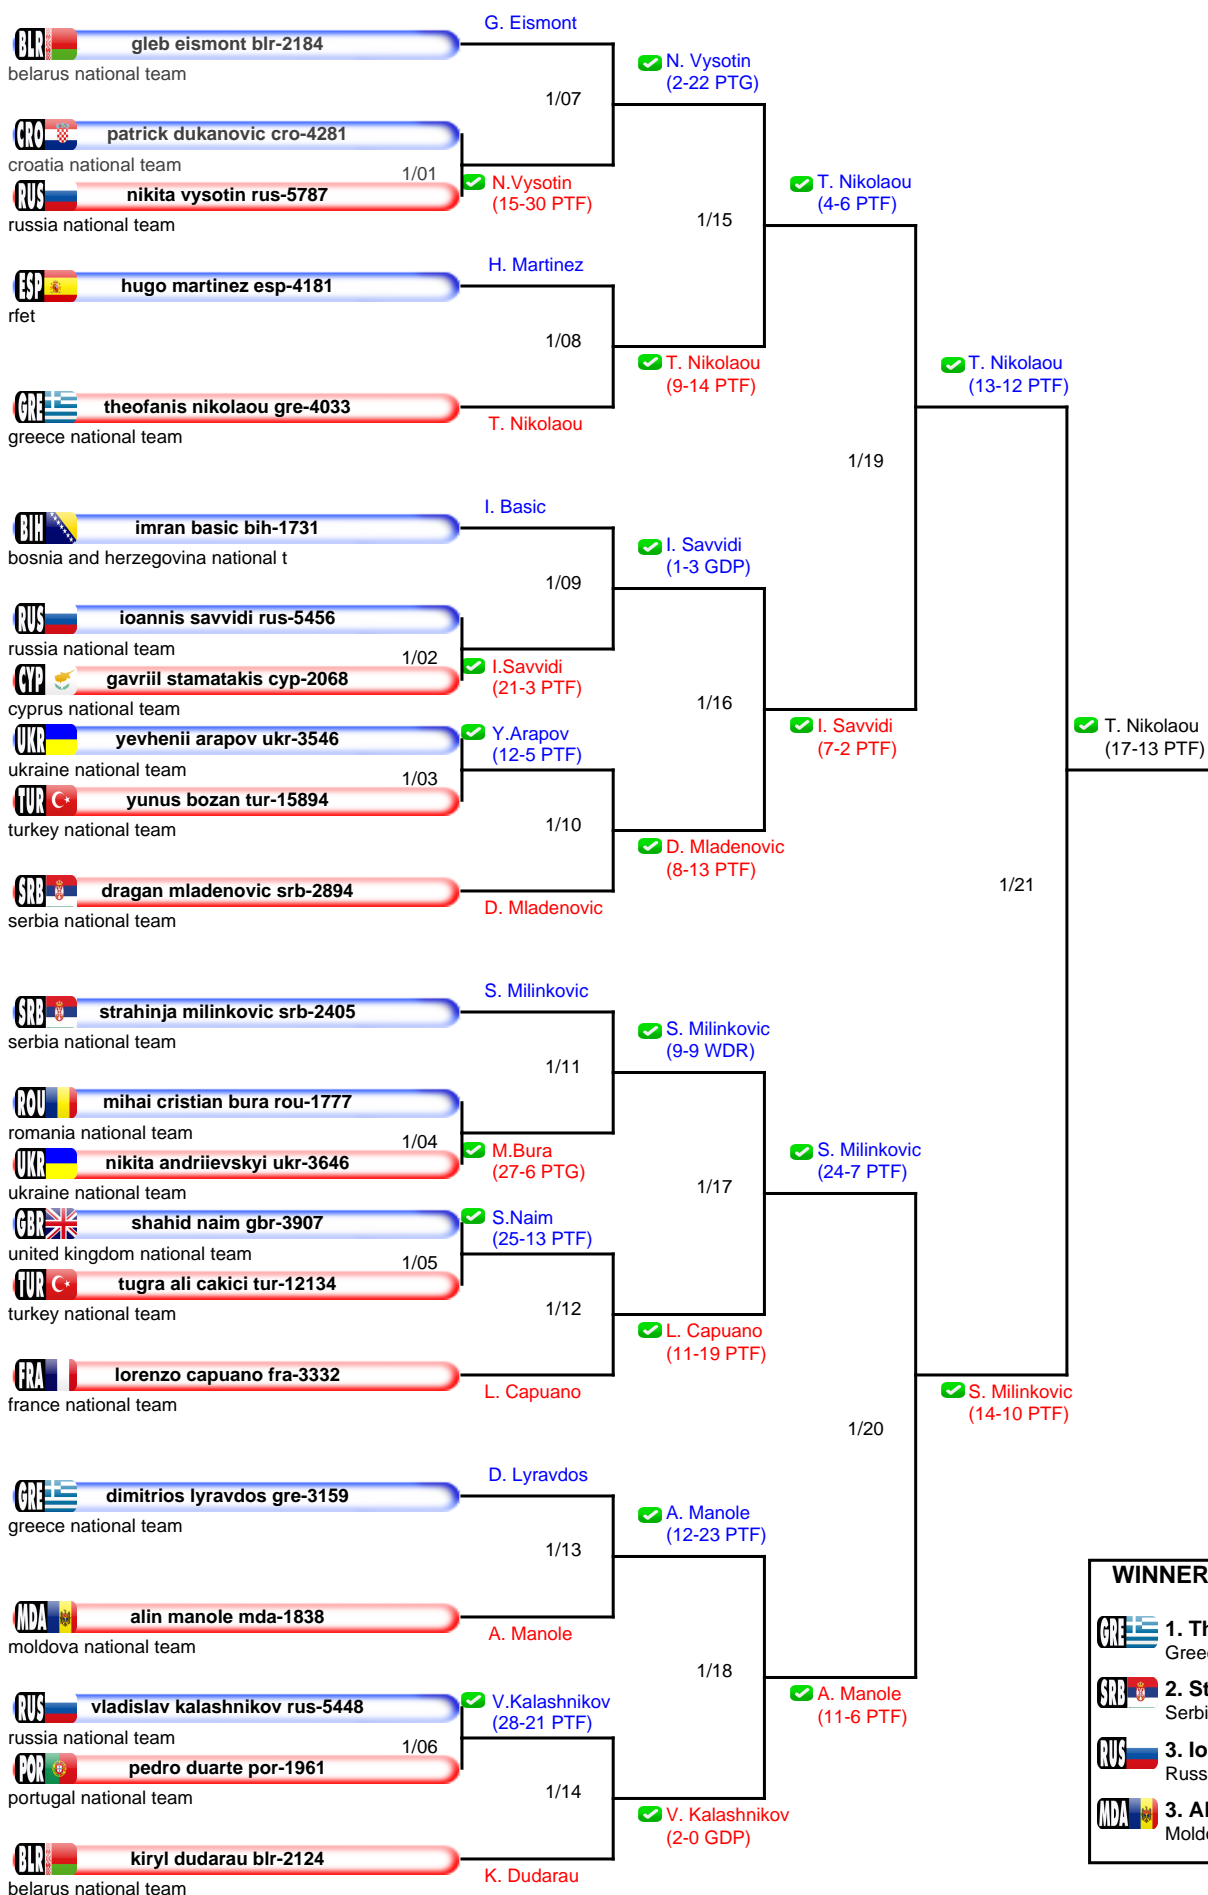 G. Eismont
BLR gleb eismont blr-2184
belarus national team
N. Vysotin
(2-22 PTG)
1/07
CRO patrick dukanovic cro-4281
croatia national team
1/01
RUS nikita vysotin rus-5787
russia national team
N.Vysotin
(15-30 PTF)
T. Nikolaou
(4-6 PTF)
1/15
H. Martinez
ESP hugo martinez esp-4181
rfet
1/08
T. Nikolaou
(9-14 PTF)
T. Nikolaou
(13-12 PTF)
GRE theofanis nikolaou gre-4033
greece national team
T. Nikolaou
1/19
I. Basic
BIH imran basic bih-1731
bosnia and herzegovina national t
I. Savvidi
(1-3 GDP)
1/09
RUS ioannis savvidi rus-5456
russia national team
1/02
CYP gavriil stamatakis cyp-2068
cyprus national team
I.Savvidi
(21-3 PTF)
1/16
UKR yevhenii arapov ukr-3546
ukraine national team
Y.Arapov
(12-5 PTF)
I. Savvidi
(7-2 PTF)
T. Nikolaou
(17-13 PTF)
1/03
TUR yunus bozan tur-15894
turkey national team
1/10
D. Mladenovic
(8-13 PTF)
SRB dragan mladenovic srb-2894
serbia national team
D. Mladenovic
1/21
S. Milinkovic
SRB strahinja milinkovic srb-2405
serbia national team
S. Milinkovic
(9-9 WDR)
1/11
ROU mihai cristian bura rou-1777
romania national team
1/04
UKR nikita andriievskyi ukr-3646
ukraine national team
M.Bura
(27-6 PTG)
S. Milinkovic
(24-7 PTF)
1/17
GBR shahid naim gbr-3907
united kingdom national team
S.Naim
(25-13 PTF)
1/05
TUR tugra ali cakici tur-12134
turkey national team
1/12
L. Capuano
(11-19 PTF)
FRA lorenzo capuano fra-3332
france national team
L. Capuano
S. Milinkovic
(14-10 PTF)
1/20
D. Lyravdos
GRE dimitrios lyravdos gre-3159
greece national team
A. Manole
(12-23 PTF)
1/13
MDA alin manole mda-1838
moldova national team
A. Manole
1/18
RUS vladislav kalashnikov rus-5448
russia national team
V.Kalashnikov
(28-21 PTF)
A. Manole
(11-6 PTF)
1/06
POR pedro duarte por-1961
portugal national team
1/14
V. Kalashnikov
(2-0 GDP)
BLR kiryl dudarau blr-2124
belarus national team
K. Dudarau
WINNER
GRE 1. Th
Greec
SRB 2. St
Serbi
RUS 3. Io
Russ
MDA 3. Al
Moldo